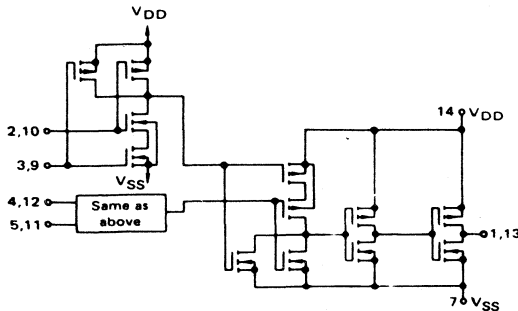 VDD
2,10
3,9
VSS
4,12
5,11
Same as
above
14
VDD
1,13
7
VSS